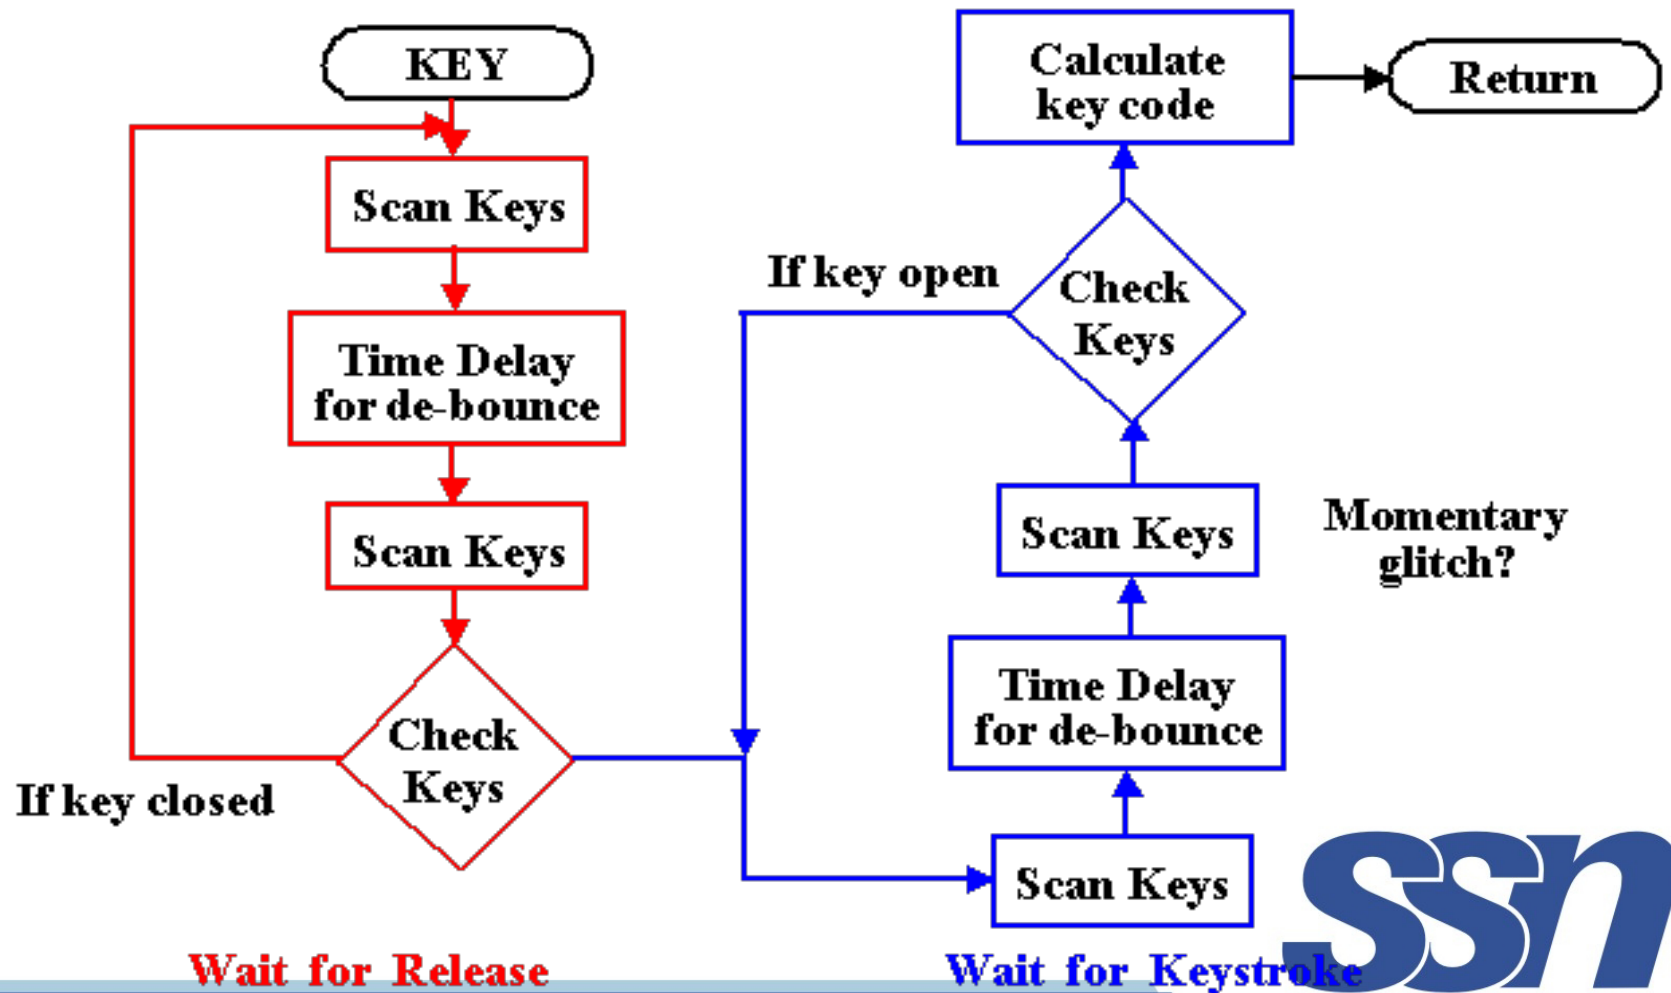 KEY
Scan Keys
Time Delay
for de-bounce
Scan Keys
Check
Keys
If key closed
Wait for Release
Calculate
key code
Return
If key open
Check
Keys
Scan Keys
Momentary
glitch?
Time Delay
for de-bounce
Scan Keys
Wait for Keystroke
ssn